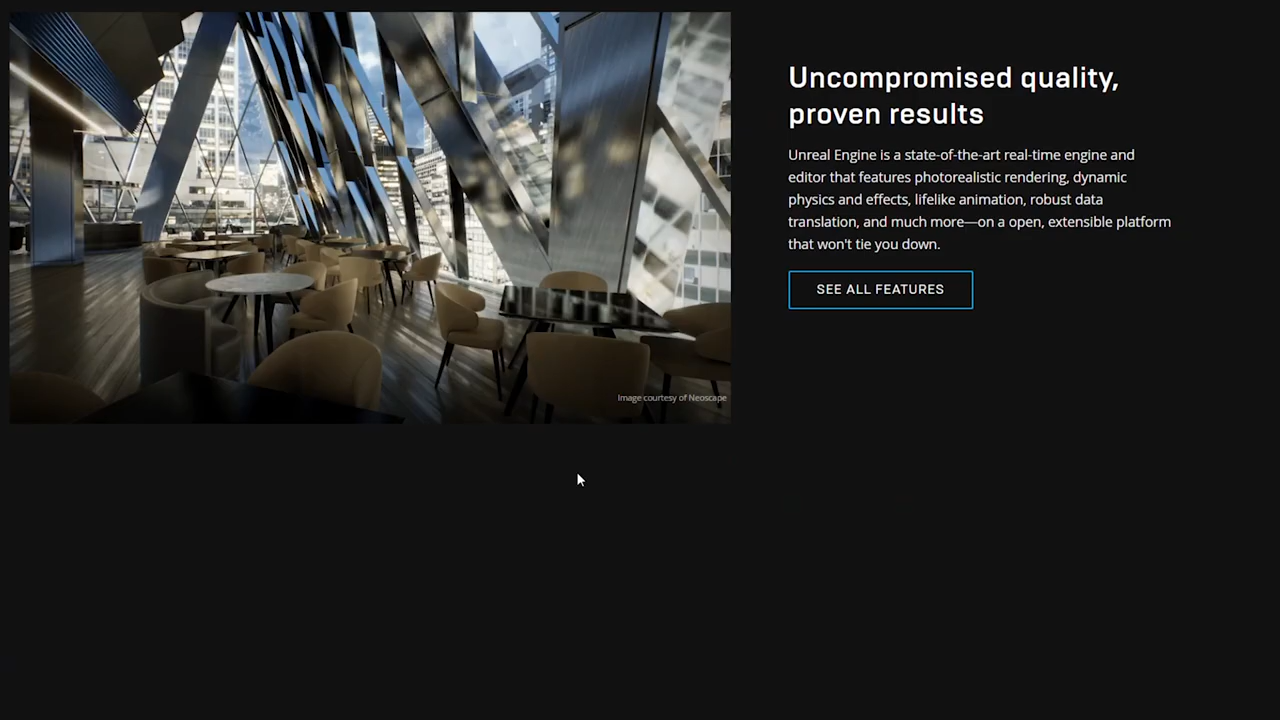 Uncompromised quality,
proven results
Unreal Engine is a state-of-the-art real-time engine and
editor that features photorealistic rendering, dynamic
physics and effects, lifelike animation, robust data
translation, and much more—on a open, extensible platform
that won't tie you down.
SEE ALL FEATURES
Image courtesy of Neoscape